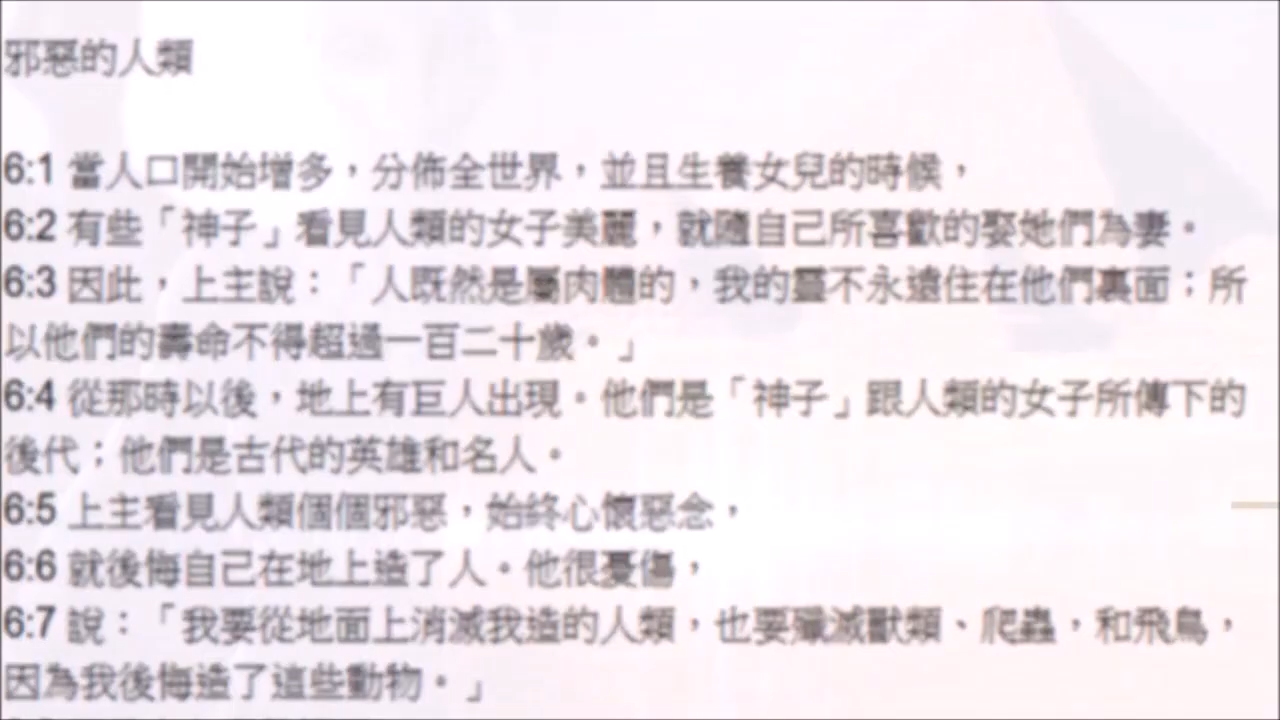 邪惡的人類
6:1 當人口開始增多，分佈全世界，並且生養女兒的時候，
6:2 有些「神子」看見人類的女子美麗，就隨自己所喜歡的娶她們為妻。
6:3 因此，上主說：「人既然是屬肉體的，我的靈不永遠住在他們裏面；所
以他們的壽命不得超過一百二十歲。」
6:4 從那時以後，地上有巨人出現。他們是「神子」跟人類的女子所傳下的
後代；他們是古代的英雄和名人。
6:5 上主看見人類個個邪惡，始終心懷惡念，
6:6 就後悔自己在地上造了人。他很憂傷，
6:7 說：「我要從地面上消滅我造的人類，也要殲滅獸類、爬蟲，和飛鳥，
因為我後悔造了這些動物。」